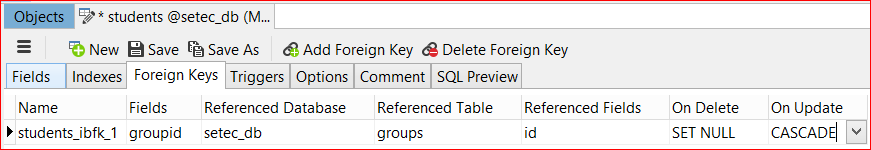 Objects * students @setec_db (M...
New Save Save As Add Foreign Key Delete Foreign Key
Fields Indexes Foreign Keys Triggers Options Comment SQL Preview
Name Fields Referenced Database Referenced Table Referenced Fields On Delete On Update
students_ibfk_1 groupid setec_db groups id SET NULL CASCADE